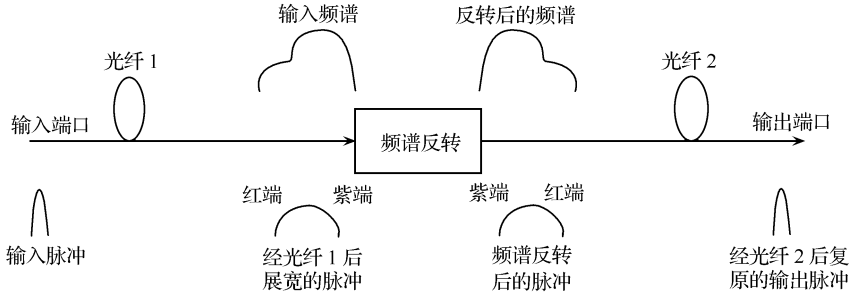 输入频谱
反转后的频谱
光纤 1
光纤 2
输入端口
频谱反转
输出端口
红端
紫端
紫端
红端
输入脉冲
经光纤 1 后
展宽的脉冲
频谱反转
后的脉冲
经光纤 2 后复
原的输出脉冲